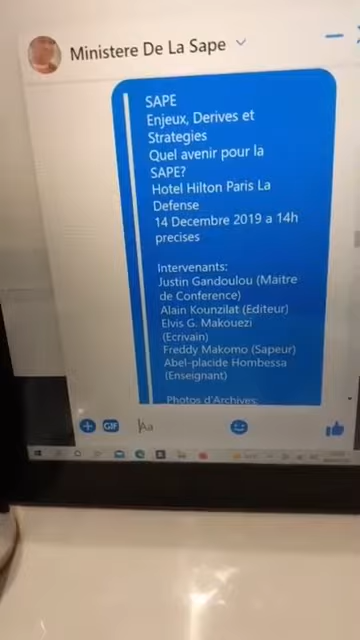 Ministere De La Sape
SAPE
Enjeux, Derives et
Strategies
Quel avenir pour la
SAPE?
Hotel Hilton Paris La
Defense
14 Decembre 2019 a 14h
precises
Intervenants:
Justin Gandoulou (Maitre
de Conference)
Alain Kounzilat (Editeur)
Elvis G. Makouezi
(Ecrivain)
Freddy Makomo (Sapeur)
Abel-placide Hombessa
(Enseignant)
Photos d'Archives:
GIF
Aa